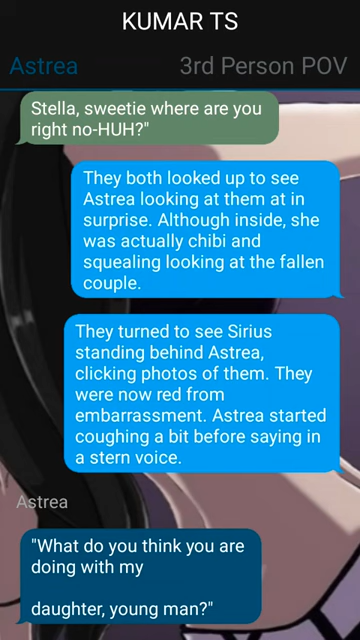 KUMAR TS
Astrea
3rd Person POV
Stella, sweetie where are you
right no-HUH?"
They both looked up to see
Astrea looking at them at in
surprise. Although inside, she
was actually chibi and
squealing looking at the fallen
couple.
They turned to see Sirius
standing behind Astrea,
clicking photos of them. They
were now red from
embarrassment. Astrea started
coughing a bit before saying in
a stern voice.
Astrea
"What do you think you are
doing with my
daughter, young man?"